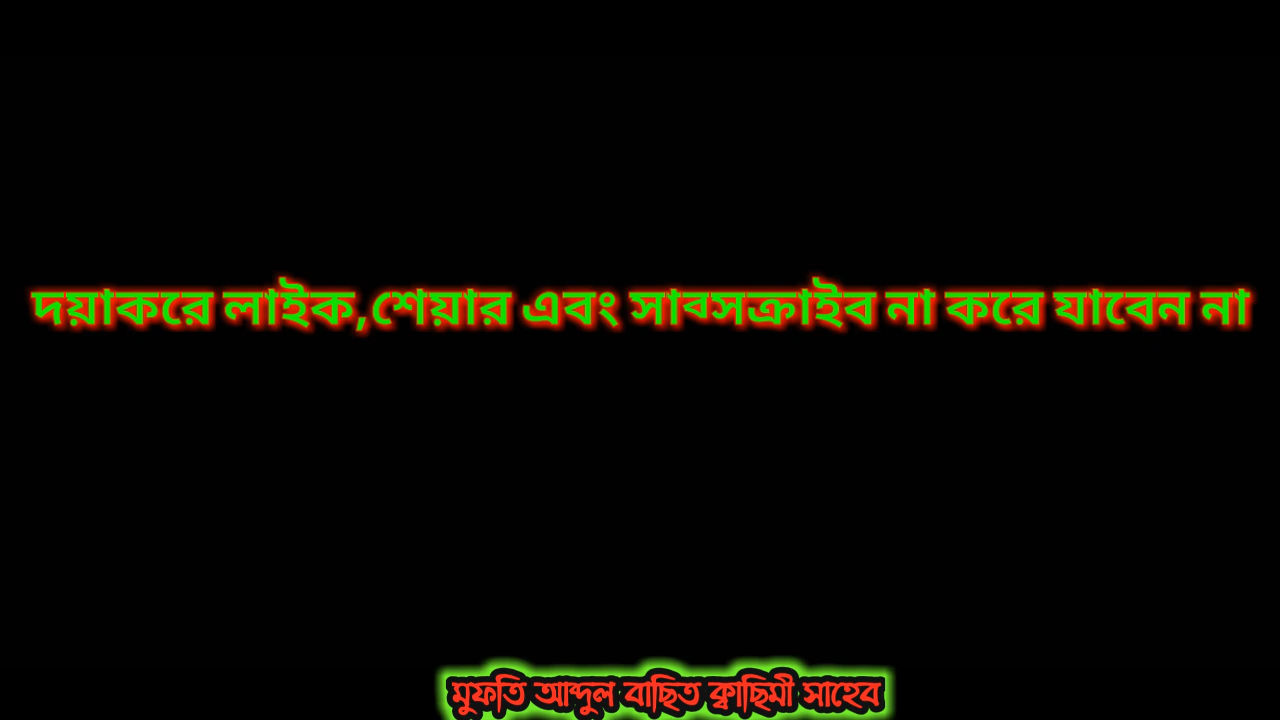 দয়াকরে লাইক,শেয়ার এবং সাবসক্রাইব না করে যাবেন না
মুফতি আব্দুল বাছিত ক্বাছিমী সাহেব